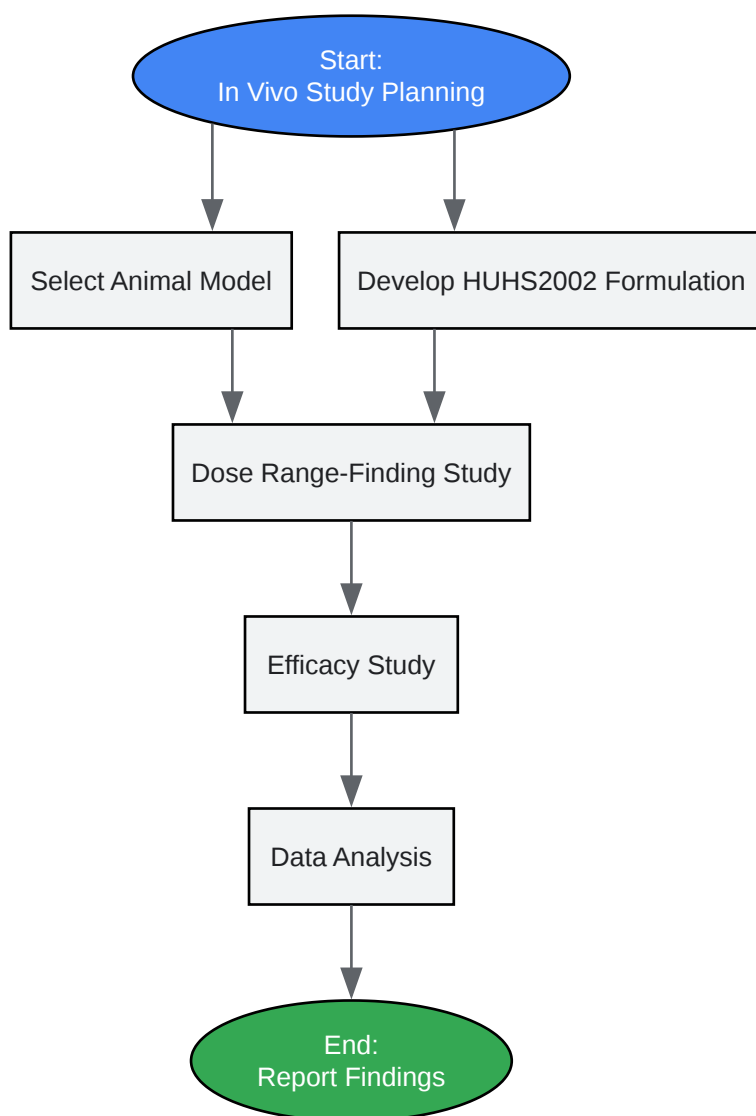 Start:
In Vivo Study Planning
Select Animal Model
Develop HUHS2002 Formulation
Dose Range-Finding Study
Efficacy Study
Data Analysis
End:
Report Findings